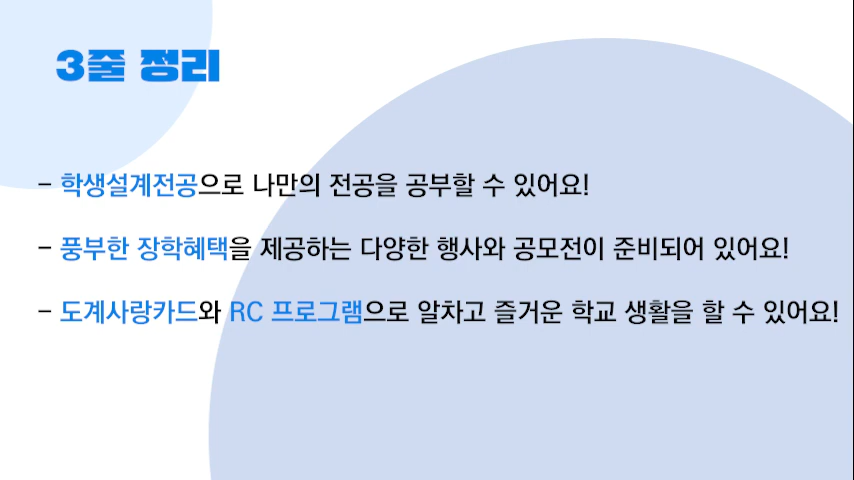 3줄 정리
- 학생설계전공으로 나만의 전공을 공부할 수 있어요!
- 풍부한 장학혜택을 제공하는 다양한 행사와 공모전이 준비되어 있어요!
- 도계사랑카드와 RC 프로그램으로 알차고 즐거운 학교 생활을 할 수 있어요!